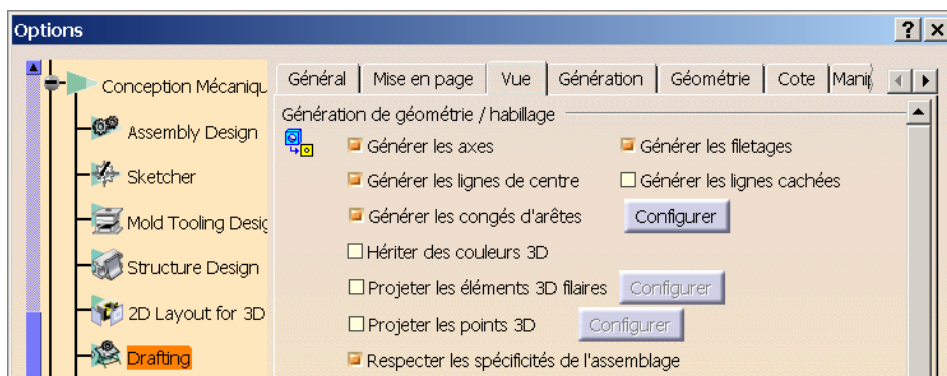 Options
Conception Mécaniqu
Assembly Design
Sketcher
Mold Tooling Desig
Structure Design
2D Layout for 3D
Drafting
Général
Mise en page
Vue
Génération
Géométrie
Cote
Manip
Génération de géométrie / habillage
Générer les axes
Générer les filetages
Générer les lignes de centre
Générer les lignes cachées
Générer les congés d'arêtes
Configurer
Hériter des couleurs 3D
Projeter les éléments 3D filaires
Configurer
Projeter les points 3D
Configurer
Respecter les spécificités de l'assemblage